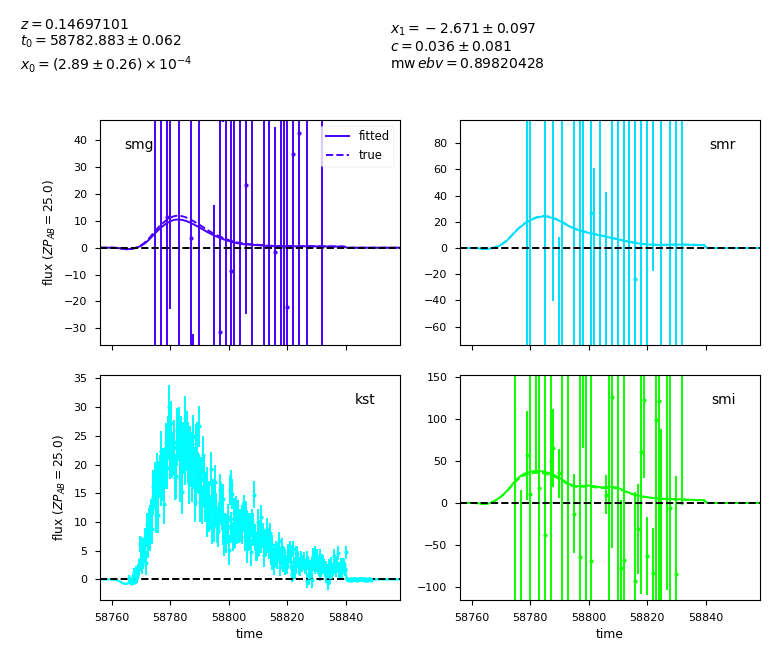 z = 0.14697101
t₀ = 58782.883 ± 0.062
x₀ = (2.89 ± 0.26) × 10⁻⁴
x₁ = −2.671 ± 0.097
c = 0.036 ± 0.081
mw ebv = 0.89820428
smg
fitted
true
40
30
20
10
0
−10
−20
−30
flux (ZP_AB = 25.0)
smr
80
60
40
20
0
−20
−40
−60
kst
35
30
25
20
15
10
5
0
flux (ZP_AB = 25.0)
58760 58780 58800 58820 58840
time
smi
150
100
50
0
−50
−100
58760 58780 58800 58820 58840
time